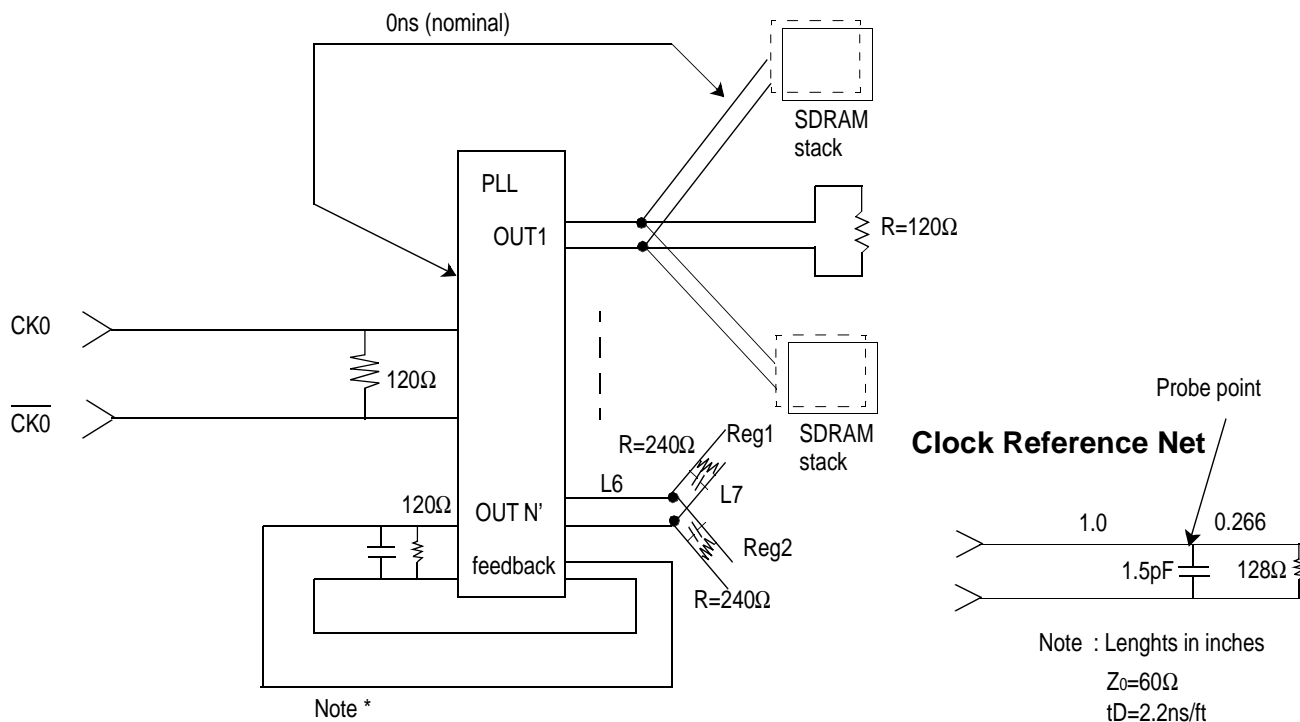 0ns (nominal)
SDRAM
stack
PLL
OUT1
R=120Ω
CK0
120Ω
CK0
SDRAM
stack
Reg1
R=240Ω
L6
L7
120Ω
OUT N'
Reg2
feedback
R=240Ω
Note *
Probe point
Clock Reference Net
1.0
0.266
1.5pF
128Ω
Note : Lenghts in inches
Z0=60Ω
tD=2.2ns/ft